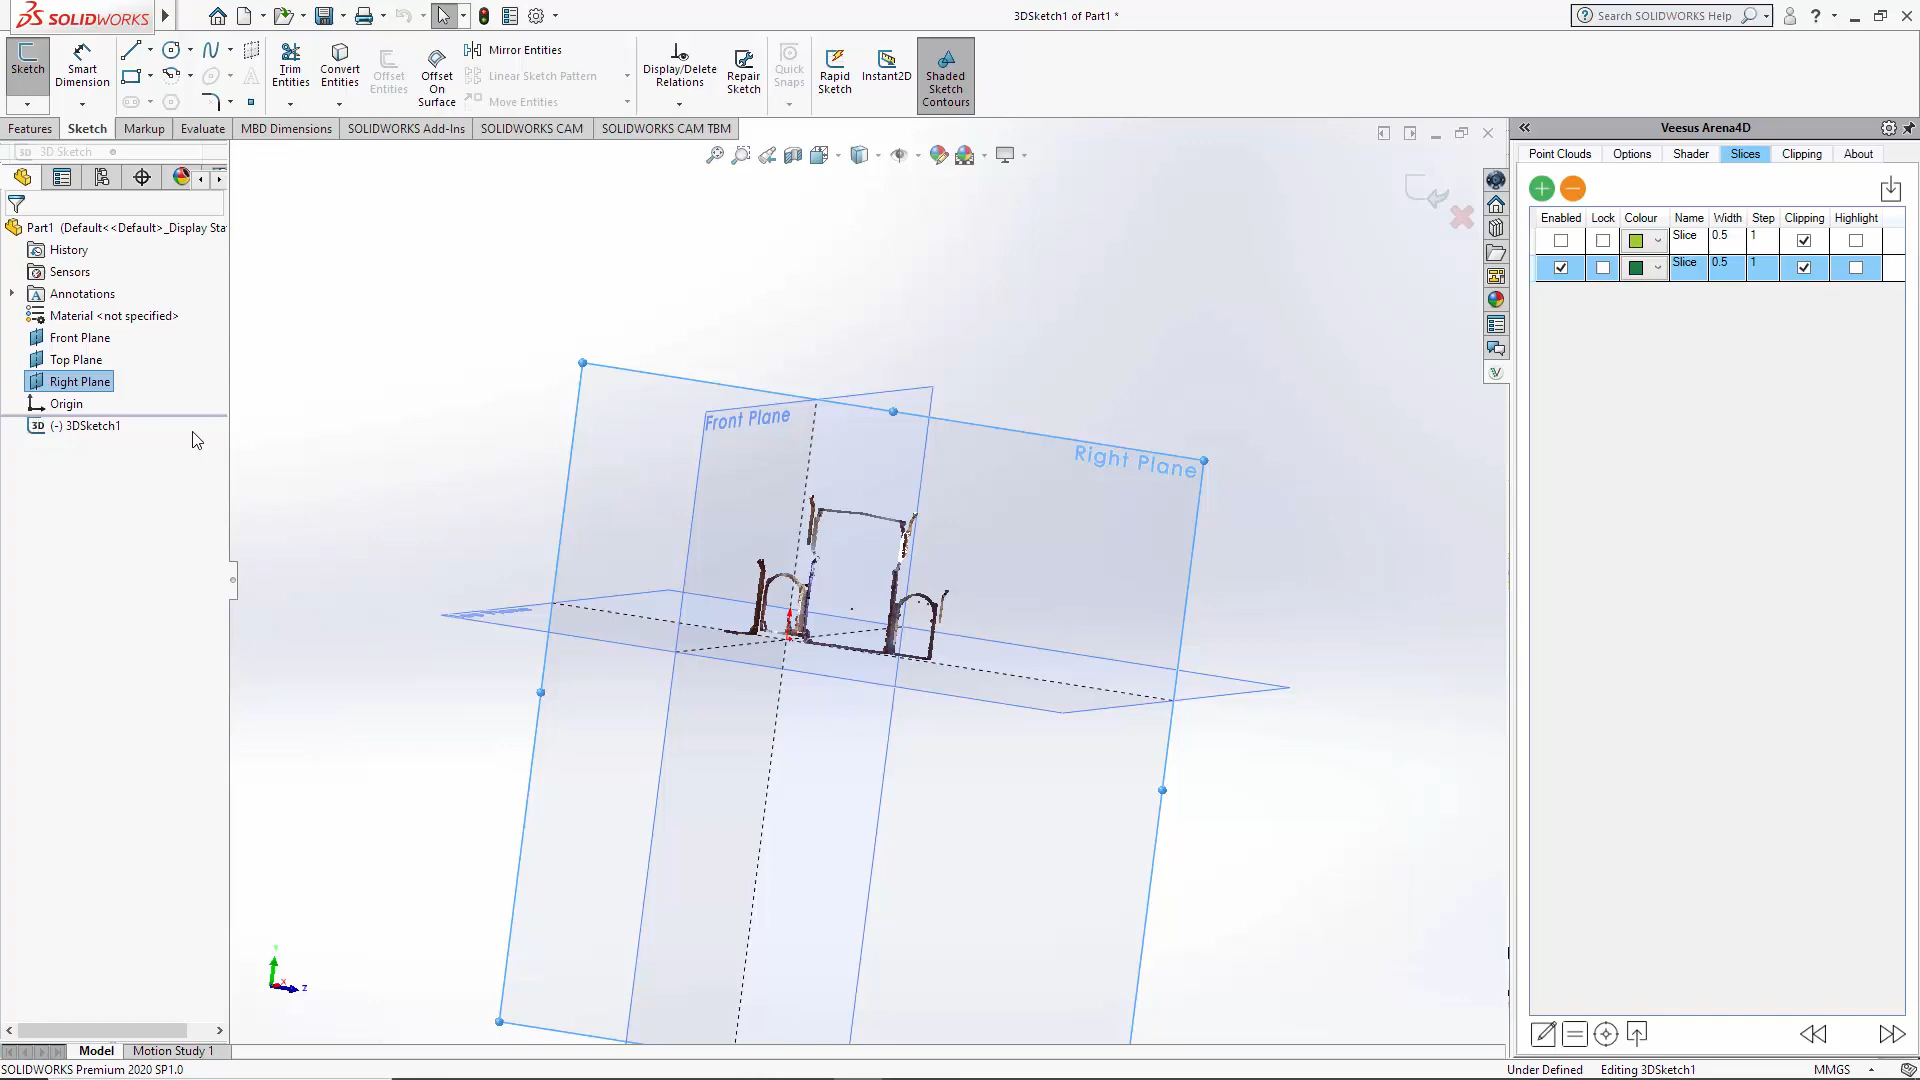 SOLIDWORKS
3DSketch1 of Part1 *
Search SOLIDWORKS Help
Sketch
Smart Dimension
Trim Entities
Convert Entities
Offset Entities
Offset On Surface
Mirror Entities
Linear Sketch Pattern
Move Entities
Display/Delete Relations
Repair Sketch
Quick Snaps
Rapid Sketch
Instant2D
Shaded Sketch Contours
Features
Sketch
Markup
Evaluate
MBD Dimensions
SOLIDWORKS Add-Ins
SOLIDWORKS CAM
SOLIDWORKS CAM TBM
3D Sketch
Part1 (Default<<Default>_Display Sta
History
Sensors
Annotations
Material <not specified>
Front Plane
Top Plane
Right Plane
Origin
3D (-) 3DSketch1
Front Plane
Right Plane
Y
X
Z
Veesus Arena4D
Point Clouds
Options
Shader
Slices
Clipping
About
Enabled Lock Colour Name Width Step Clipping Highlight
Slice 0.5 1
Slice 0.5 1
Model
Motion Study 1
SOLIDWORKS Premium 2020 SP1.0
Under Defined
Editing 3DSketch1
MMGS